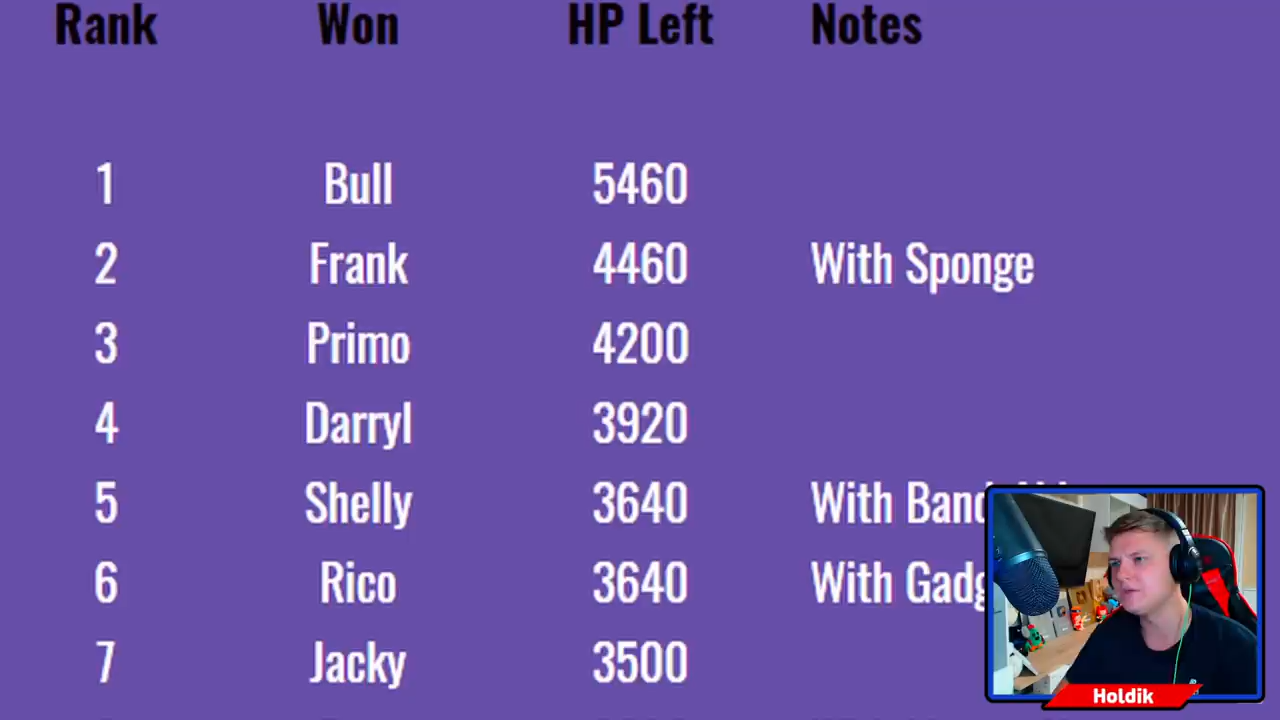 Rank Won HP Left Notes
1 Bull 5460
2 Frank 4460 With Sponge
3 Primo 4200
4 Darryl 3920
5 Shelly 3640 With
6 Rico 3640 With
7 Jacky 3500
Holdik